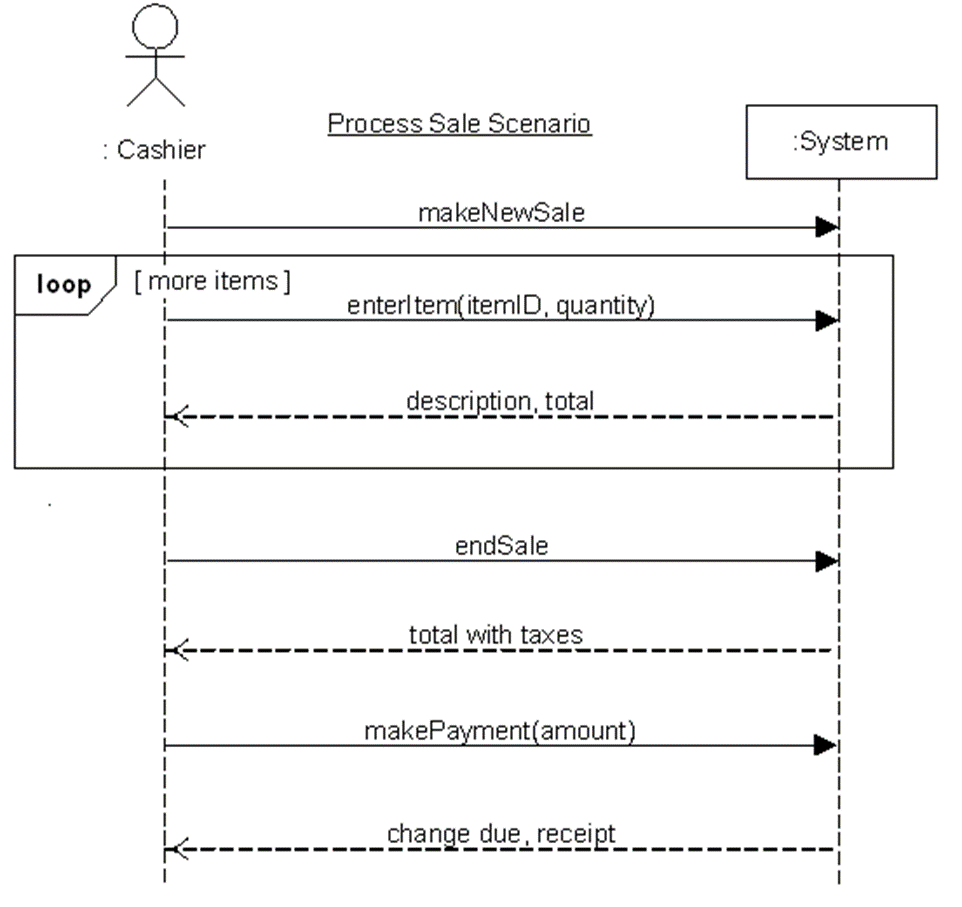 Process Sale Scenario
: Cashier
:System
makeNewSale
loop
[ more items ]
enterItem(itemID, quantity)
description, total
endSale
total with taxes
makePayment(amount)
change due, receipt